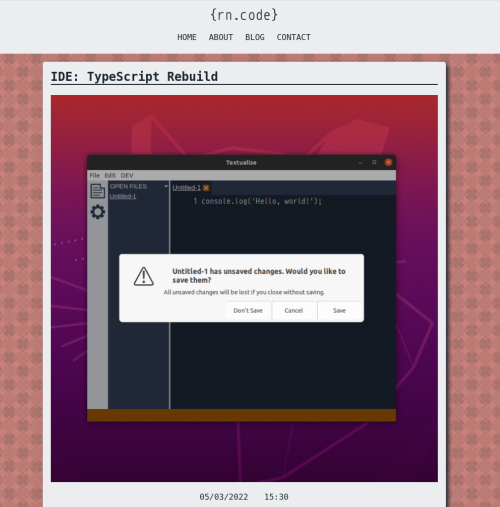 {rn.code}
HOME ABOUT BLOG CONTACT
IDE: TypeScript Rebuild
Textualise
File Edit DEV
OPEN FILES
Untitled-1
Untitled-1
1 console.log('Hello, world!');
Untitled-1 has unsaved changes. Would you like to
save them?
All unsaved changes will be lost if you close without saving.
Don't Save Cancel Save
05/03/2022 15:30